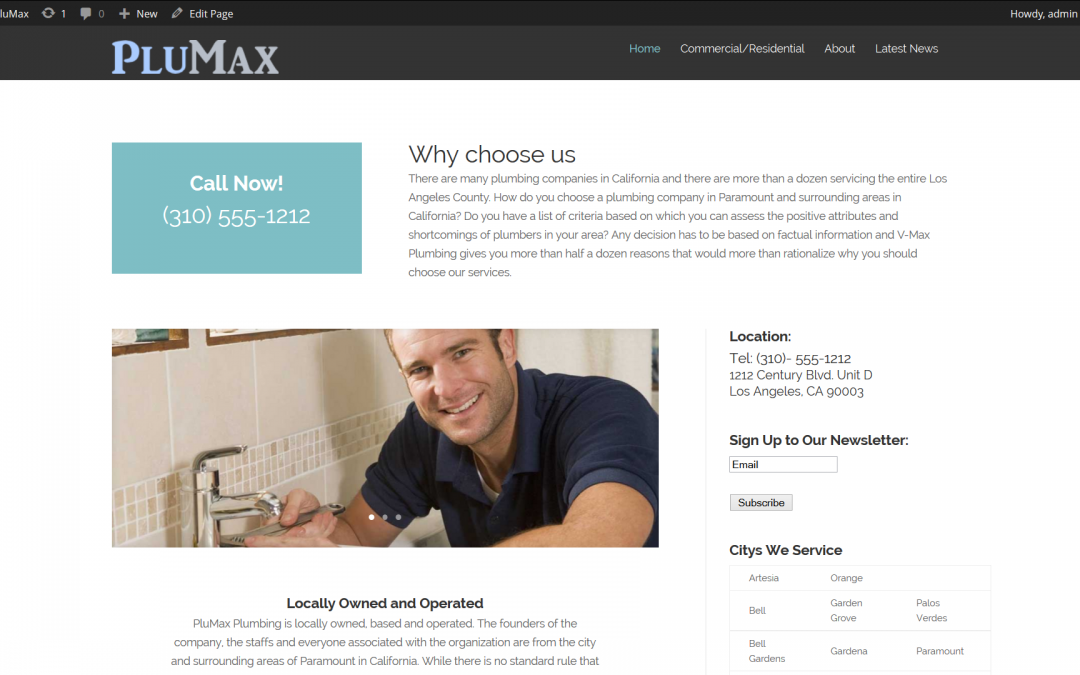 luMax 1 0 New Edit Page Howdy, admin
PLUMAX
Home Commercial/Residential About Latest News
Call Now!
(310) 555-1212
Why choose us
There are many plumbing companies in California and there are more than a dozen servicing the entire Los
Angeles County. How do you choose a plumbing company in Paramount and surrounding areas in
California? Do you have a list of criteria based on which you can assess the positive attributes and
shortcomings of plumbers in your area? Any decision has to be based on factual information and V-Max
Plumbing gives you more than half a dozen reasons that would more than rationalize why you should
choose our services.
Locally Owned and Operated
PluMax Plumbing is locally owned, based and operated. The founders of the
company, the staffs and everyone associated with the organization are from the city
and surrounding areas of Paramount in California. While there is no standard rule that
Location:
Tel: (310)- 555-1212
1212 Century Blvd. Unit D
Los Angeles, CA 90003
Sign Up to Our Newsletter:
Email
Subscribe
Citys We Service
Artesia Orange
Bell Garden Grove Palos Verdes
Bell Gardens Gardena Paramount